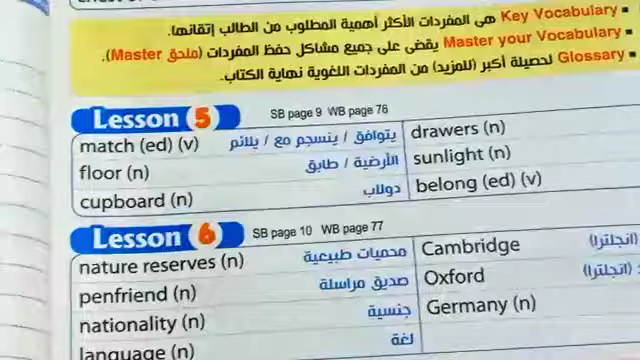 ▪ Key Vocabulary هى المفردات الأكثر أهمية المطلوب من الطالب إتقانها.
▪ Master your Vocabulary يقضى على جميع مشاكل حفظ المفردات (ملحق Master).
▪ Glossary لحصيلة أكبر (للمزيد) من المفردات اللغوية نهاية الكتاب.
Lesson 5 SB page 9 WB page 76
match (ed) (v) يتوافق / ينسجم مع / يلائم drawers (n)
floor (n) الأرضية / طابق sunlight (n)
cupboard (n) دولاب belong (ed) (v)
Lesson 6 SB page 10 WB page 77
nature reserves (n) محميات طبيعية Cambridge (انجلترا)
penfriend (n) صديق مراسلة Oxford (انجلترا)
nationality (n) جنسية Germany (n)
language (n) لغة